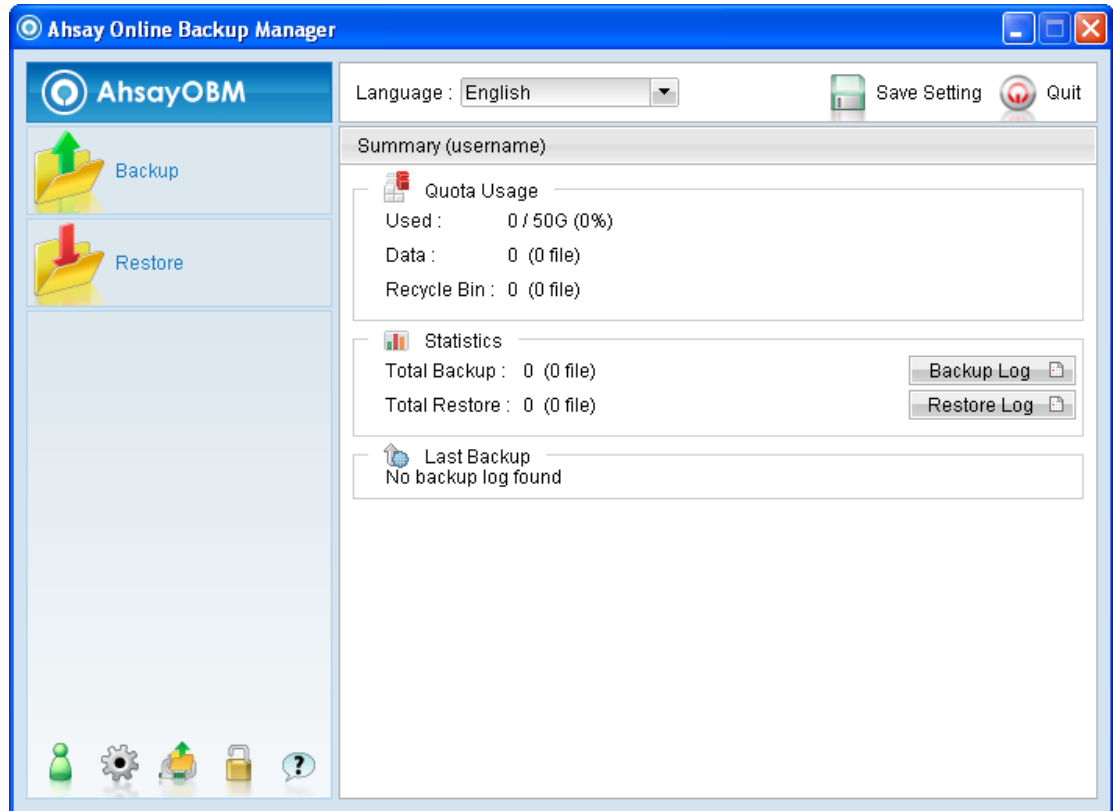 Ahsay Online Backup Manager
AhsayOBM
Language : English
Save Setting
Quit
Backup
Restore
Summary (username)
Quota Usage
Used : 0 / 50G (0%)
Data : 0 (0 file)
Recycle Bin : 0 (0 file)
Statistics
Total Backup : 0 (0 file)
Backup Log
Total Restore : 0 (0 file)
Restore Log
Last Backup
No backup log found
?